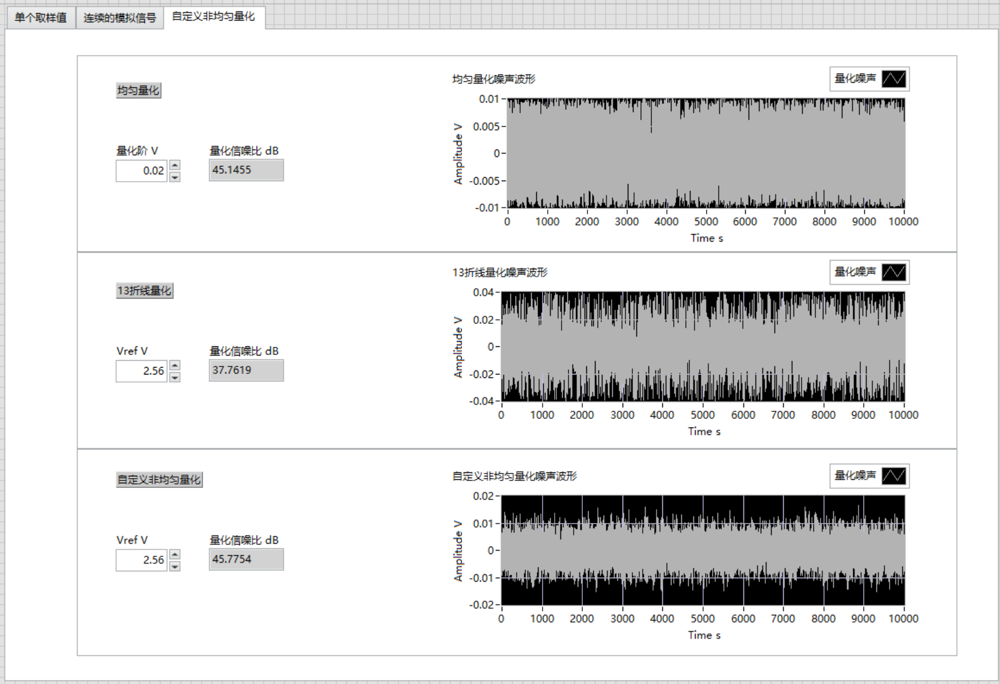 单个取样值
连续的模拟信号
自定义非均匀量化
均匀量化
量化阶 V
0.02
量化信噪比 dB
45.1455
均匀量化噪声波形
量化噪声
Amplitude V
0.01
0.005
0
-0.005
-0.01
0 1000 2000 3000 4000 5000 6000 7000 8000 9000 10000
Time s
13折线量化
Vref V
2.56
量化信噪比 dB
37.7619
13折线量化噪声波形
量化噪声
Amplitude V
0.04
0.02
0
-0.02
-0.04
0 1000 2000 3000 4000 5000 6000 7000 8000 9000 10000
Time s
自定义非均匀量化
Vref V
2.56
量化信噪比 dB
45.7754
自定义非均匀量化噪声波形
量化噪声
Amplitude V
0.02
0.01
0
-0.01
-0.02
0 1000 2000 3000 4000 5000 6000 7000 8000 9000 10000
Time s